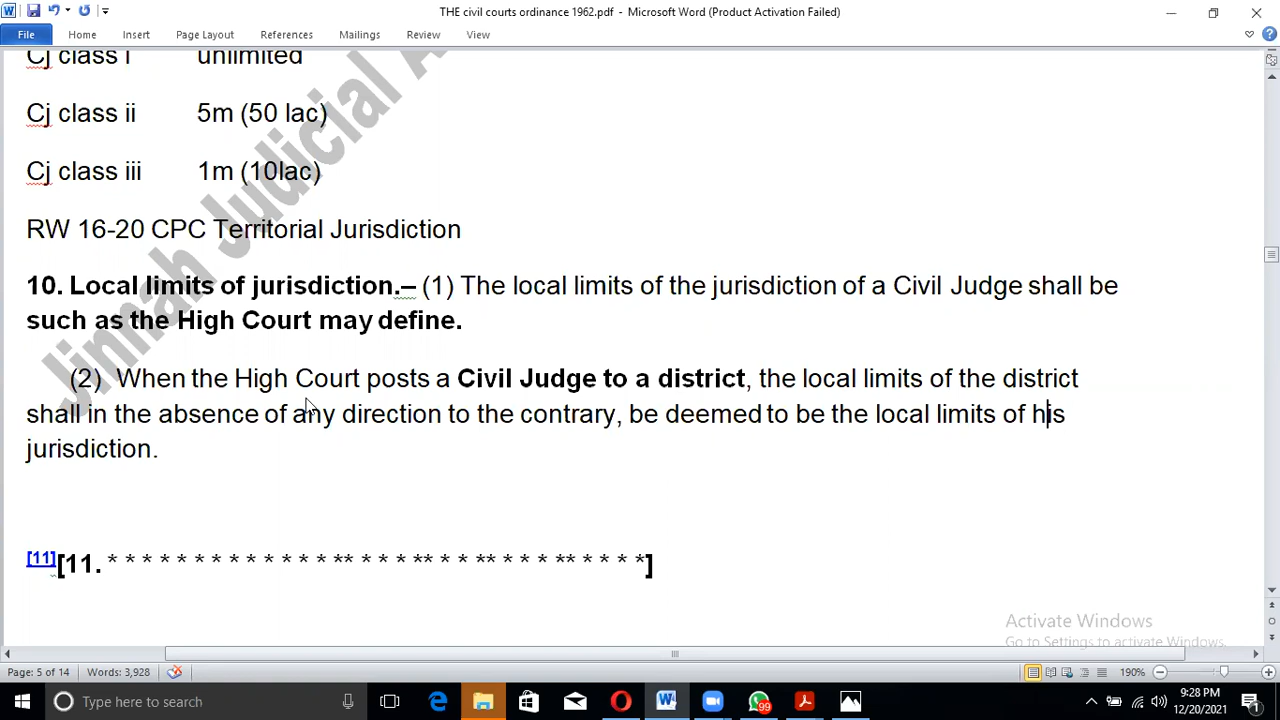 THE civil courts ordinance 1962.pdf - Microsoft Word (Product Activation Failed)
File Home Insert Page Layout References Mailings Review View
Cj class i unlimited
Cj class ii 5m (50 lac)
Cj class iii 1m (10lac)
RW 16-20 CPC Territorial Jurisdiction
10. Local limits of jurisdiction.– (1) The local limits of the jurisdiction of a Civil Judge shall be
such as the High Court may define.
(2) When the High Court posts a Civil Judge to a district, the local limits of the district
shall in the absence of any direction to the contrary, be deemed to be the local limits of his
jurisdiction.
[11][11. * * * * * * * * * * * * * ** * * * ** * * ** * * * ** * * * *]
Jinnah Judicial A
Activate Windows
Go to Settings to activate Windows.
Page: 5 of 14 Words: 3,928 190%
Type here to search 99 9:28 PM
12/20/2021 1